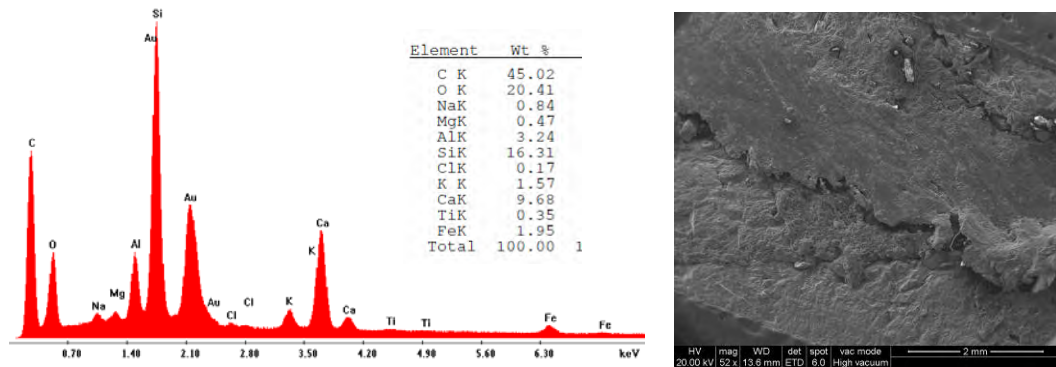 Si
Au
Element Wt %
C K 45.02
O K 20.41
NaK 0.84
MgK 0.47
AlK 3.24
SiK 16.31
ClK 0.17
K K 1.57
CaK 9.68
TiK 0.35
FeK 1.95
Total 100.00 1
C
Au
Ca
O
Al
K
Na
Mg
Au
Cl
Cl
K
Ca
Ti
Ti
Fe
Fe
0.70 1.40 2.10 2.80 3.50 4.20 4.90 5.60 6.30 keV
HV mag WD det spot vac mode
20.00 kV 52 x 13.6 mm ETD 6.0 High vacuum
2 mm